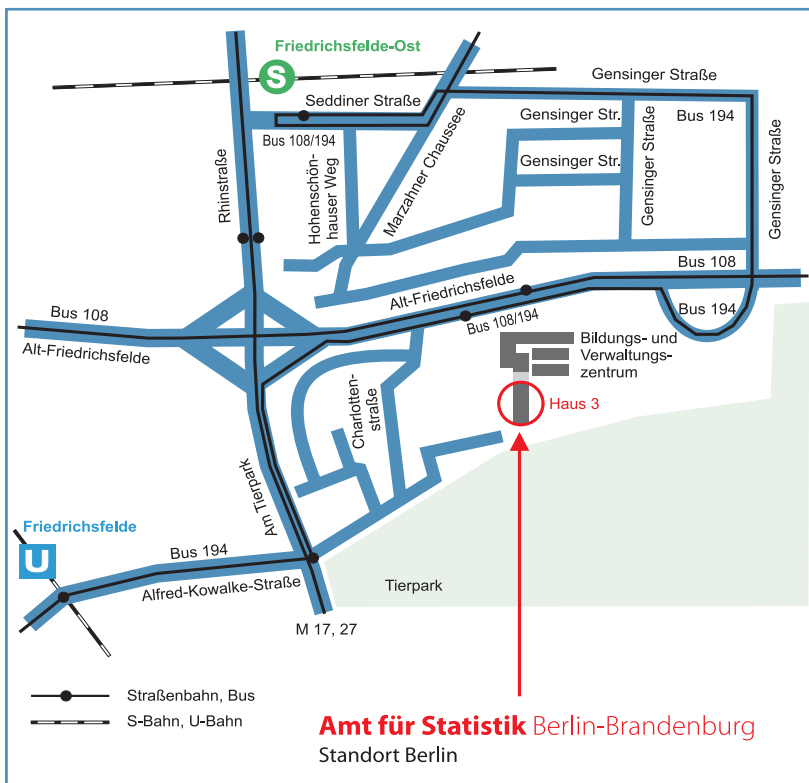 Friedrichsfelde-Ost
S
Gensinger Straße
Seddiner Straße
Bus 194
Gensinger Str.
Bus 108/194
Gensinger Str.
Rhinstraße
Hohenschön-
hauser Weg
Marzahner Chaussee
Gensinger Straße
Gensinger Straße
Bus 108
Alt-Friedrichsfelde
Bus 108
Bus 194
Bus 108/194
Alt-Friedrichsfelde
Bildungs- und
Verwaltungs-
zentrum
Haus 3
Charlotten-
straße
Am Tierpark
Friedrichsfelde
U
Bus 194
Alfred-Kowalke-Straße
Tierpark
M 17, 27
Straßenbahn, Bus
S-Bahn, U-Bahn
Amt für Statistik Berlin-Brandenburg
Standort Berlin